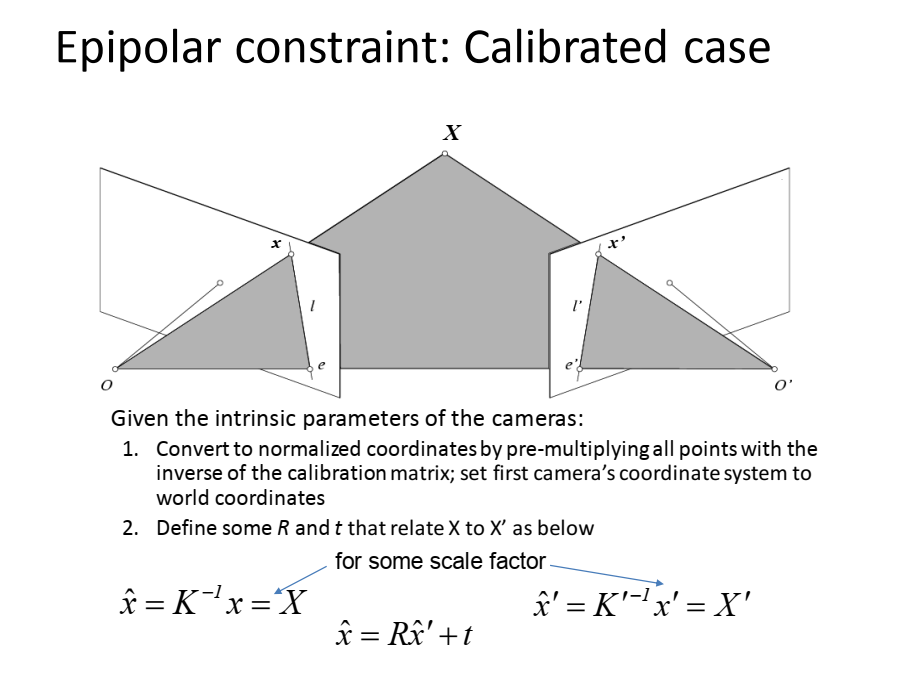 Epipolar constraint: Calibrated case
X
x
x’
l
l’
e
e’
O
O’
Given the intrinsic parameters of the cameras:
1. Convert to normalized coordinates by pre-multiplying all points with the
inverse of the calibration matrix; set first camera’s coordinate system to
world coordinates
2. Define some R and t that relate X to X’ as below
for some scale factor
x̂ = K⁻¹x = X
x̂′ = K′⁻¹x′ = X′
x̂ = Rx̂′ + t